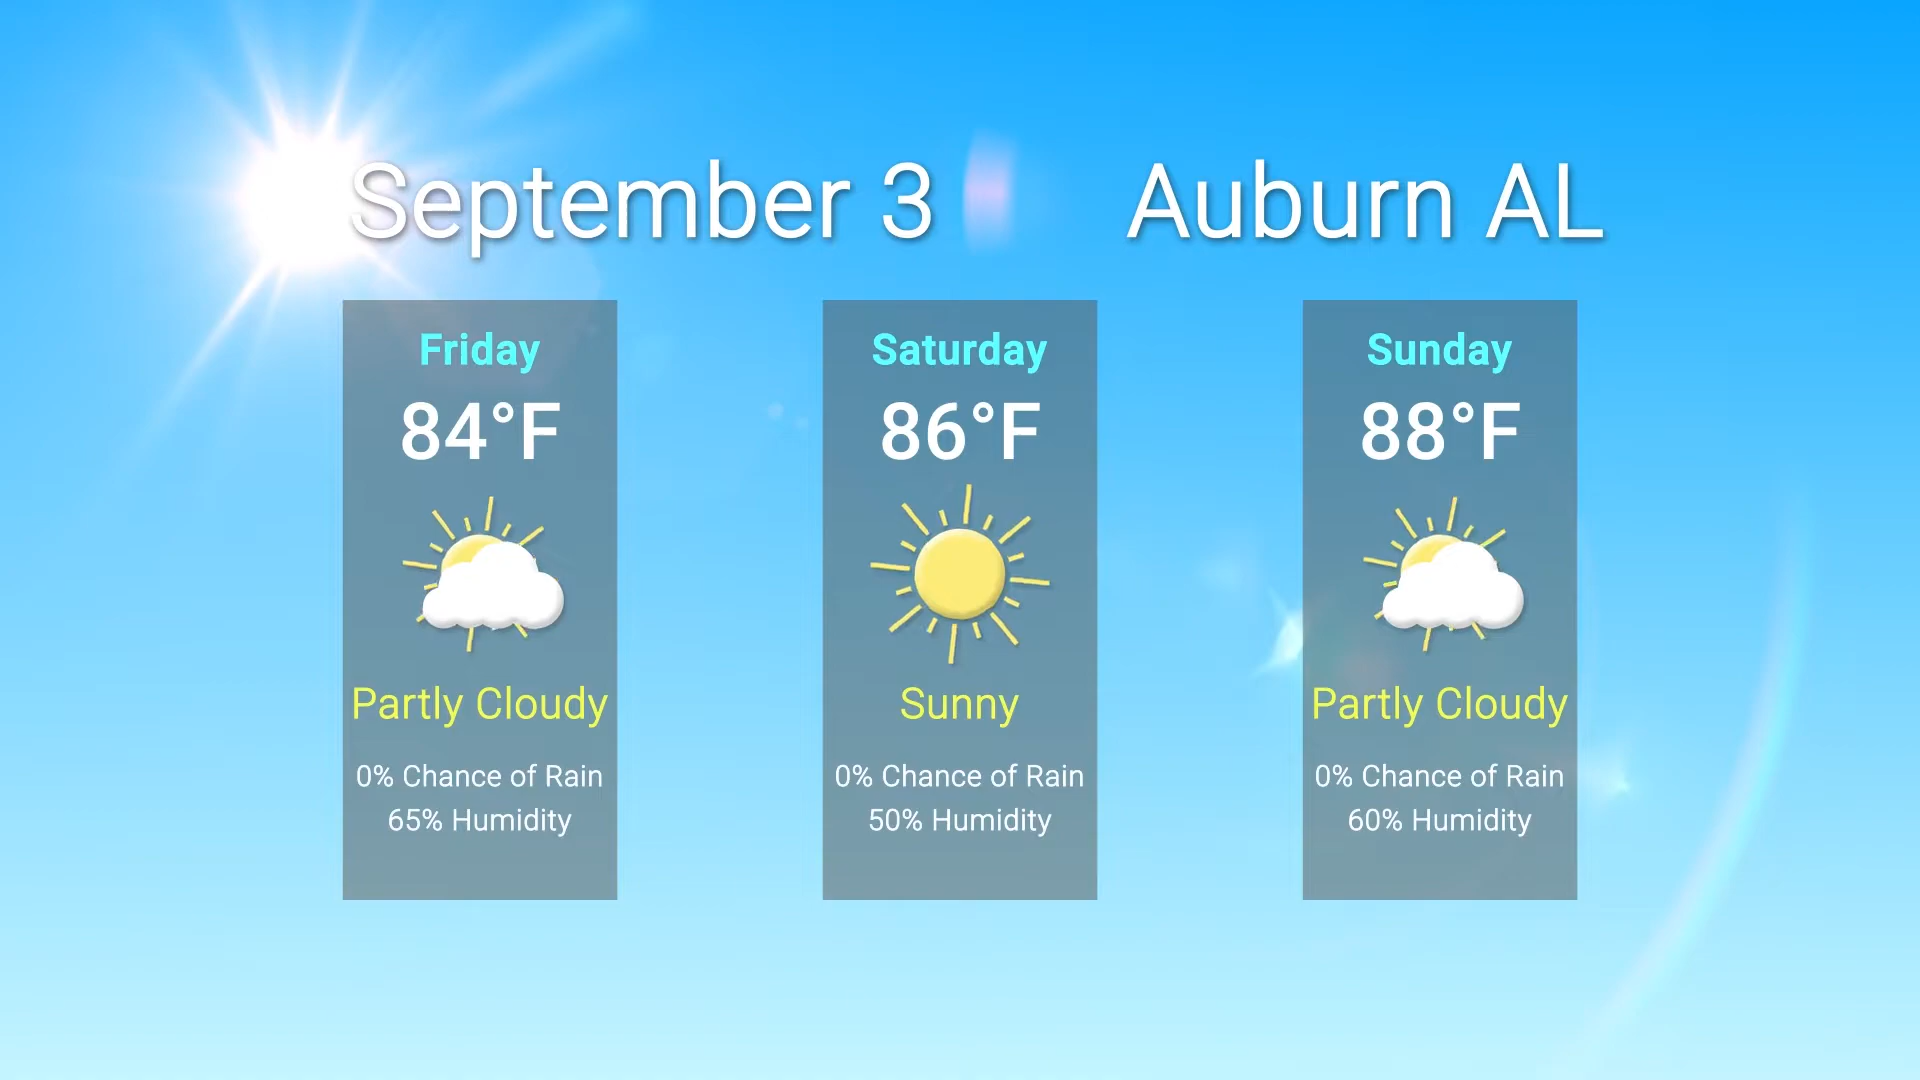 September 3 Auburn AL
Friday
84°F
Partly Cloudy
0% Chance of Rain
65% Humidity
Saturday
86°F
Sunny
0% Chance of Rain
50% Humidity
Sunday
88°F
Partly Cloudy
0% Chance of Rain
60% Humidity